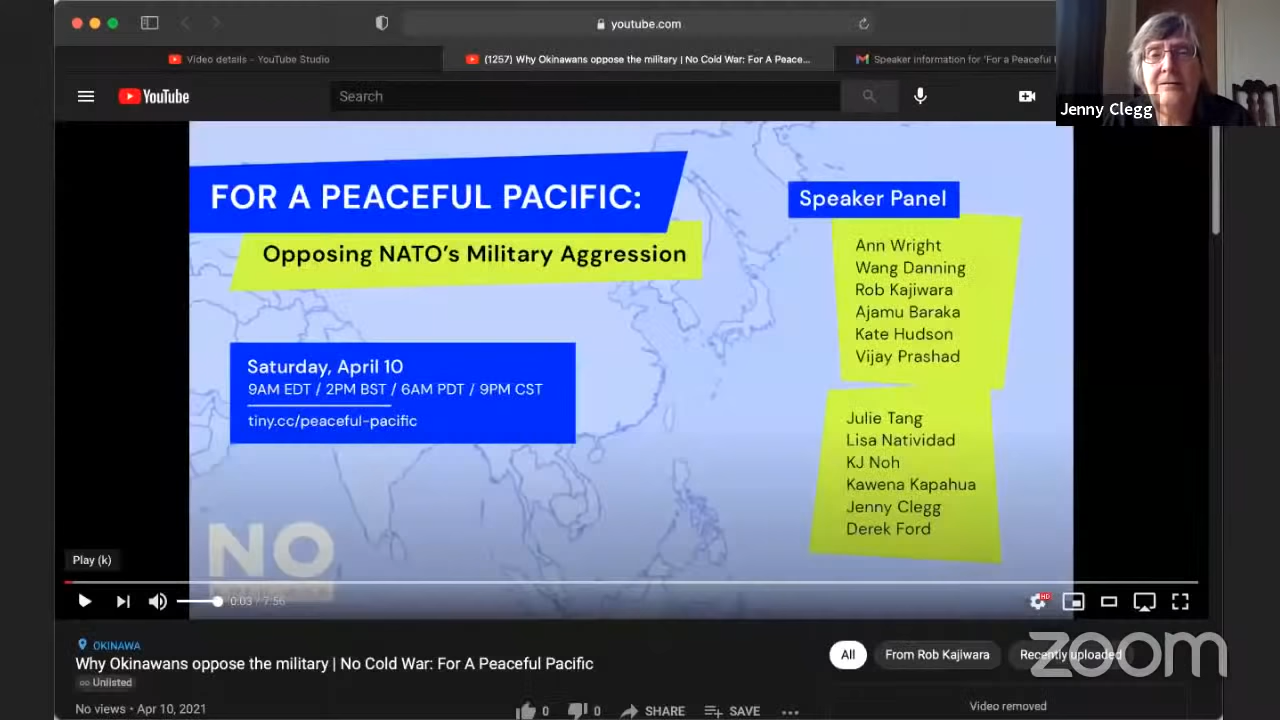 youtube.com
Video details - YouTube Studio
(1257) Why Okinawans oppose the military | No Cold War: For A Peace...
Speaker information for 'For a Peaceful
Jenny Clegg
YouTube
Search
FOR A PEACEFUL PACIFIC:
Opposing NATO's Military Aggression
Saturday, April 10
9AM EDT / 2PM BST / 6AM PDT / 9PM CST
tiny.cc/peaceful-pacific
Speaker Panel
Ann Wright
Wang Danning
Rob Kajiwara
Ajamu Baraka
Kate Hudson
Vijay Prashad
Julie Tang
Lisa Natividad
KJ Noh
Kawena Kapahua
Jenny Clegg
Derek Ford
NO
Play (k)
0:03 / 7:56
HD
OKINAWA
Why Okinawans oppose the military | No Cold War: For A Peaceful Pacific
Unlisted
No views • Apr 10, 2021
0
0
SHARE
SAVE
All
From Rob Kajiwara
Recently uploaded
zoom
Video removed